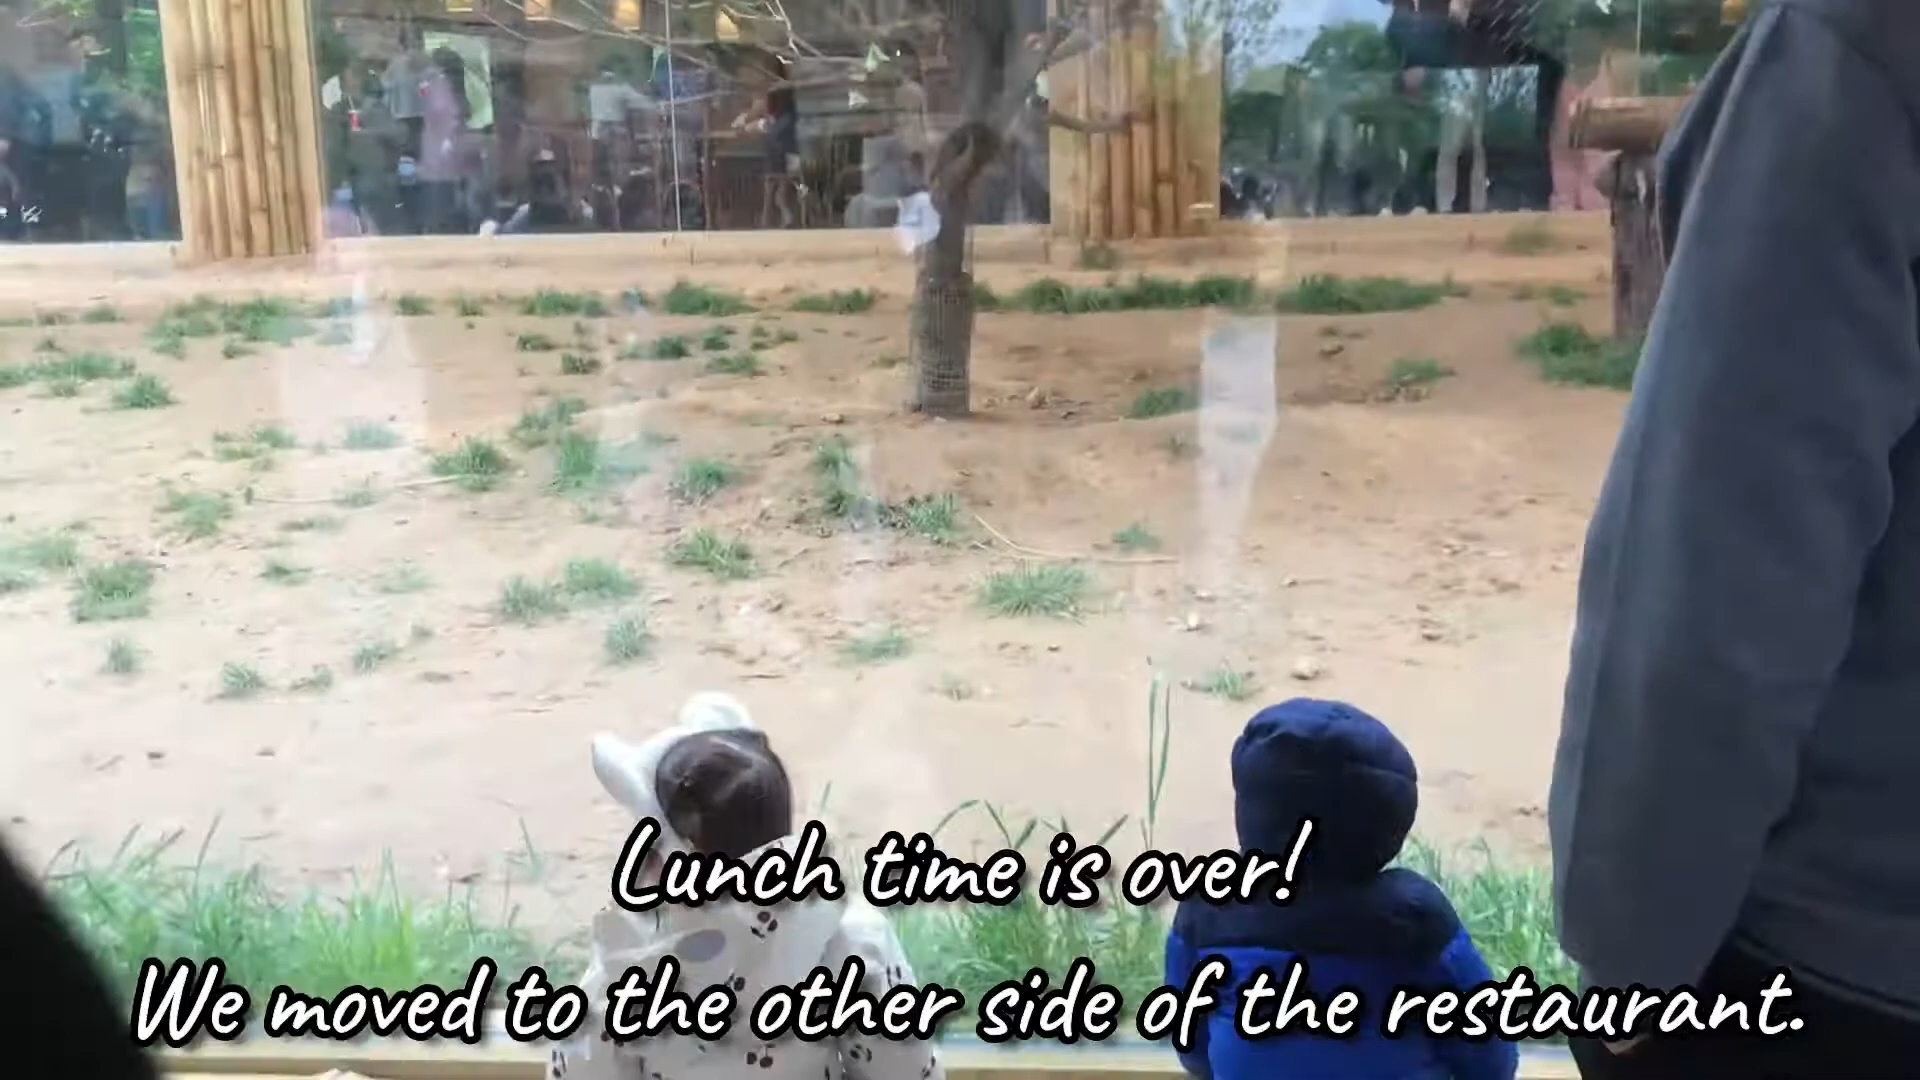 Lunch time is over!
We moved to the other side of the restaurant.